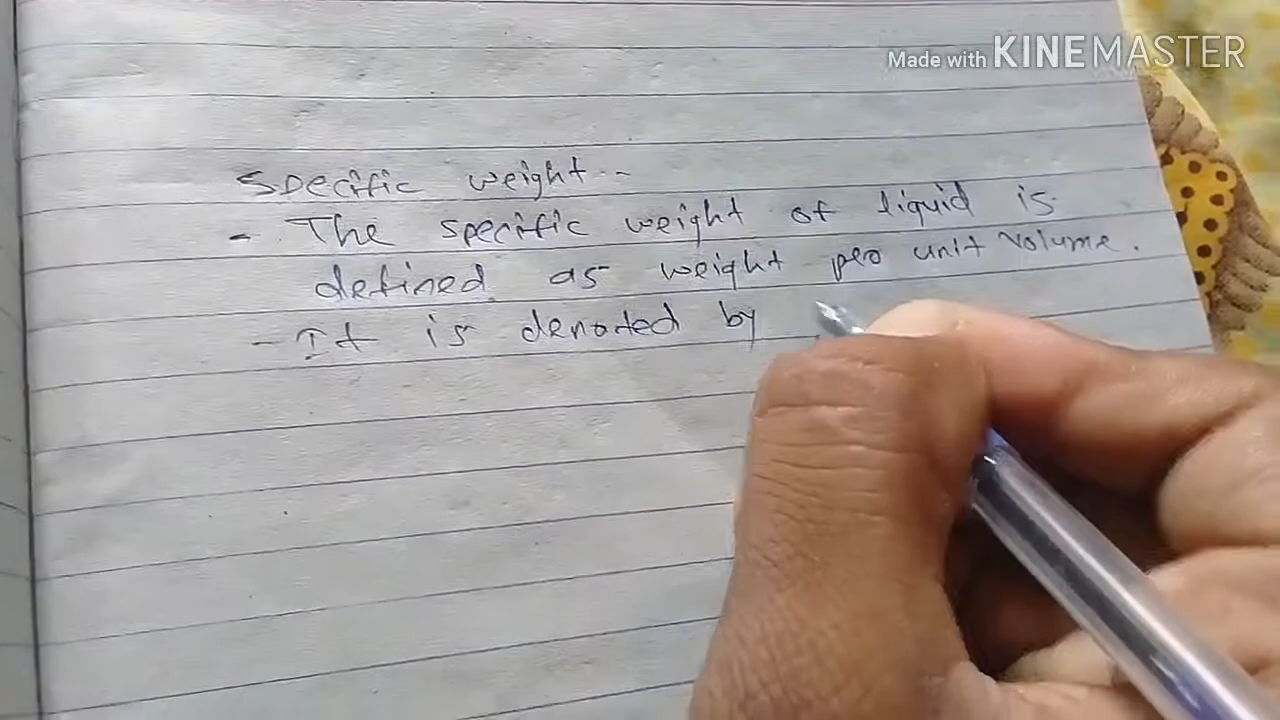 Made with KINEMASTER
Specific weight --
- The specific weight of liquid is
defined as weight per unit volume.
- It is denoted by